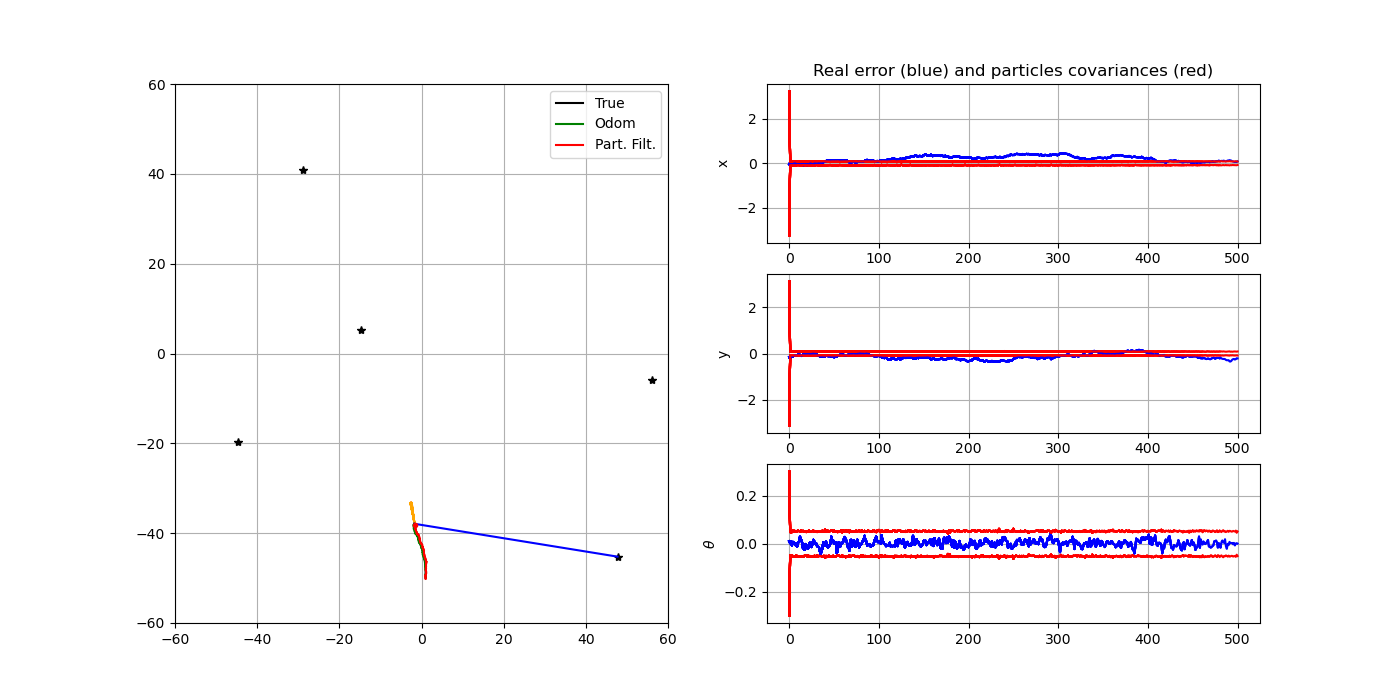 Real error (blue) and particles covariances (red)
True
Odom
Part. Filt.
60
40
20
0
−20
−40
−60
−60 −40 −20 0 20 40 60
x
2
0
−2
0 100 200 300 400 500
y
2
0
−2
0 100 200 300 400 500
θ
0.2
0.0
−0.2
0 100 200 300 400 500